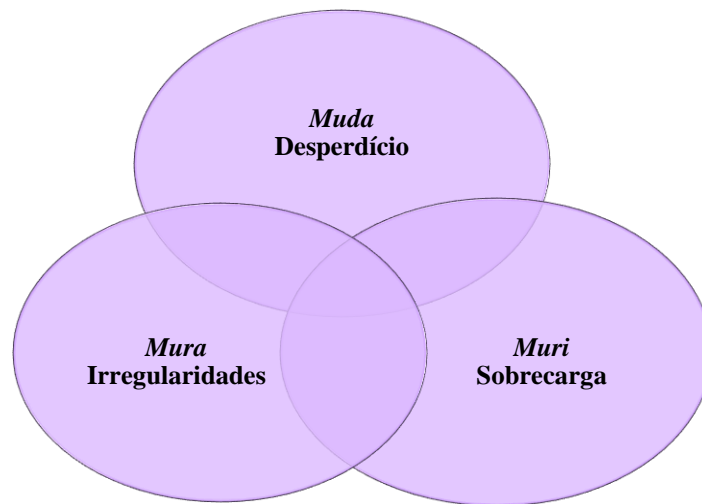 Muda
Desperdício
Mura
Irregularidades
Muri
Sobrecarga